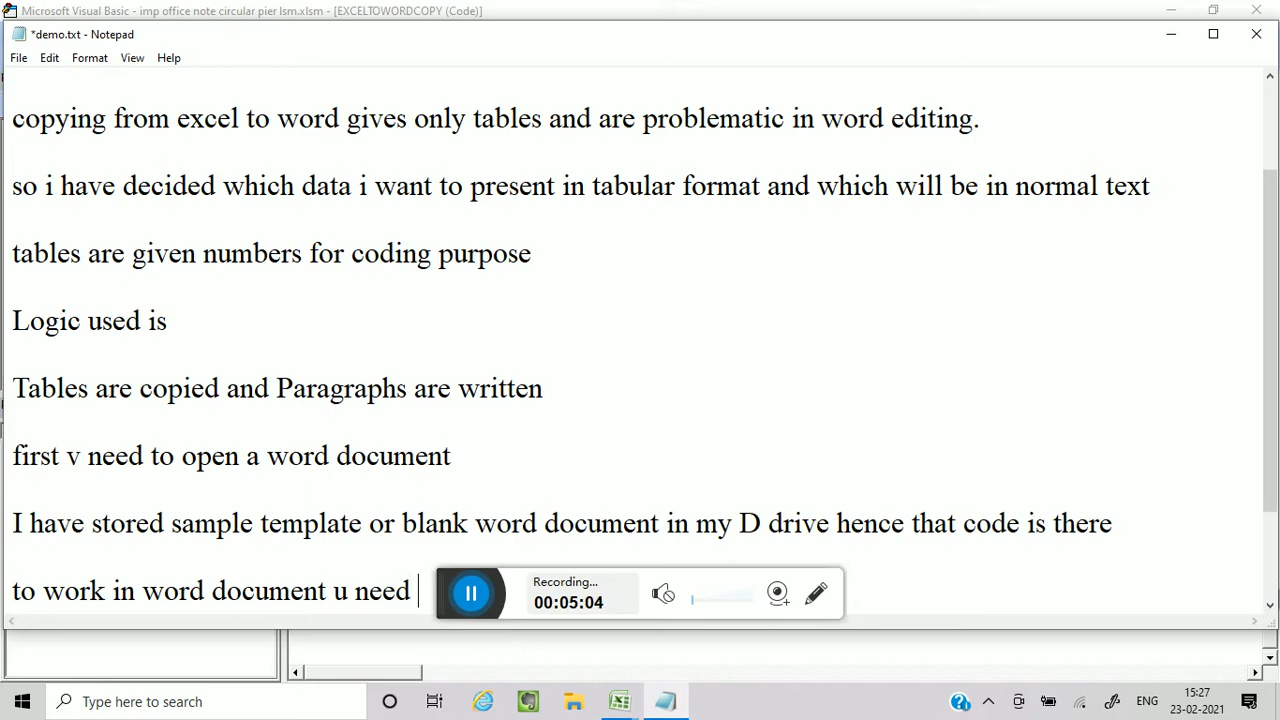 Microsoft Visual Basic - imp office note circular pier lsm.xlsm - [EXCELTOWORDCOPY (Code)]
*demo.txt - Notepad
File Edit Format View Help
copying from excel to word gives only tables and are problematic in word editing.
so i have decided which data i want to present in tabular format and which will be in normal text
tables are given numbers for coding purpose
Logic used is
Tables are copied and Paragraphs are written
first v need to open a word document
I have stored sample template or blank word document in my D drive hence that code is there
to work in word document u need
Recording...
00:05:04
Type here to search
ENG
15:27
23-02-2021